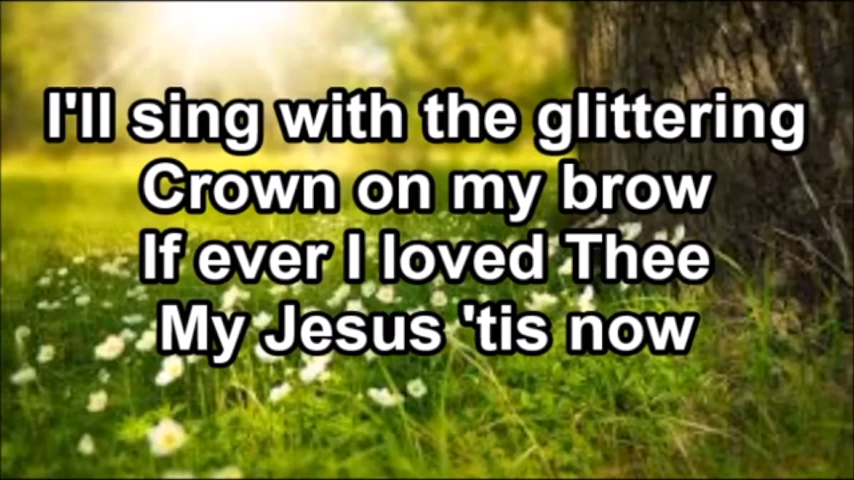 I'll sing with the glittering
Crown on my brow
If ever I loved Thee
My Jesus 'tis now